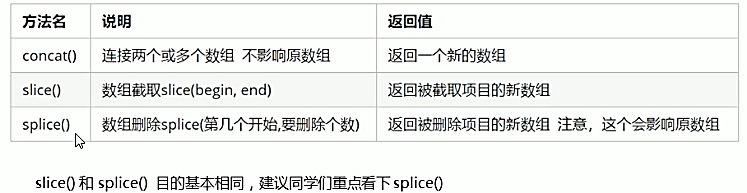 方法名 说明 返回值
concat() 连接两个或多个数组 不影响原数组 返回一个新的数组
slice() 数组截取slice(begin, end) 返回被截取项目的新数组
splice() 数组删除splice(第几个开始,要删除个数) 返回被删除项目的新数组 注意，这个会影响原数组
slice() 和 splice() 目的基本相同，建议同学们重点看下 splice()